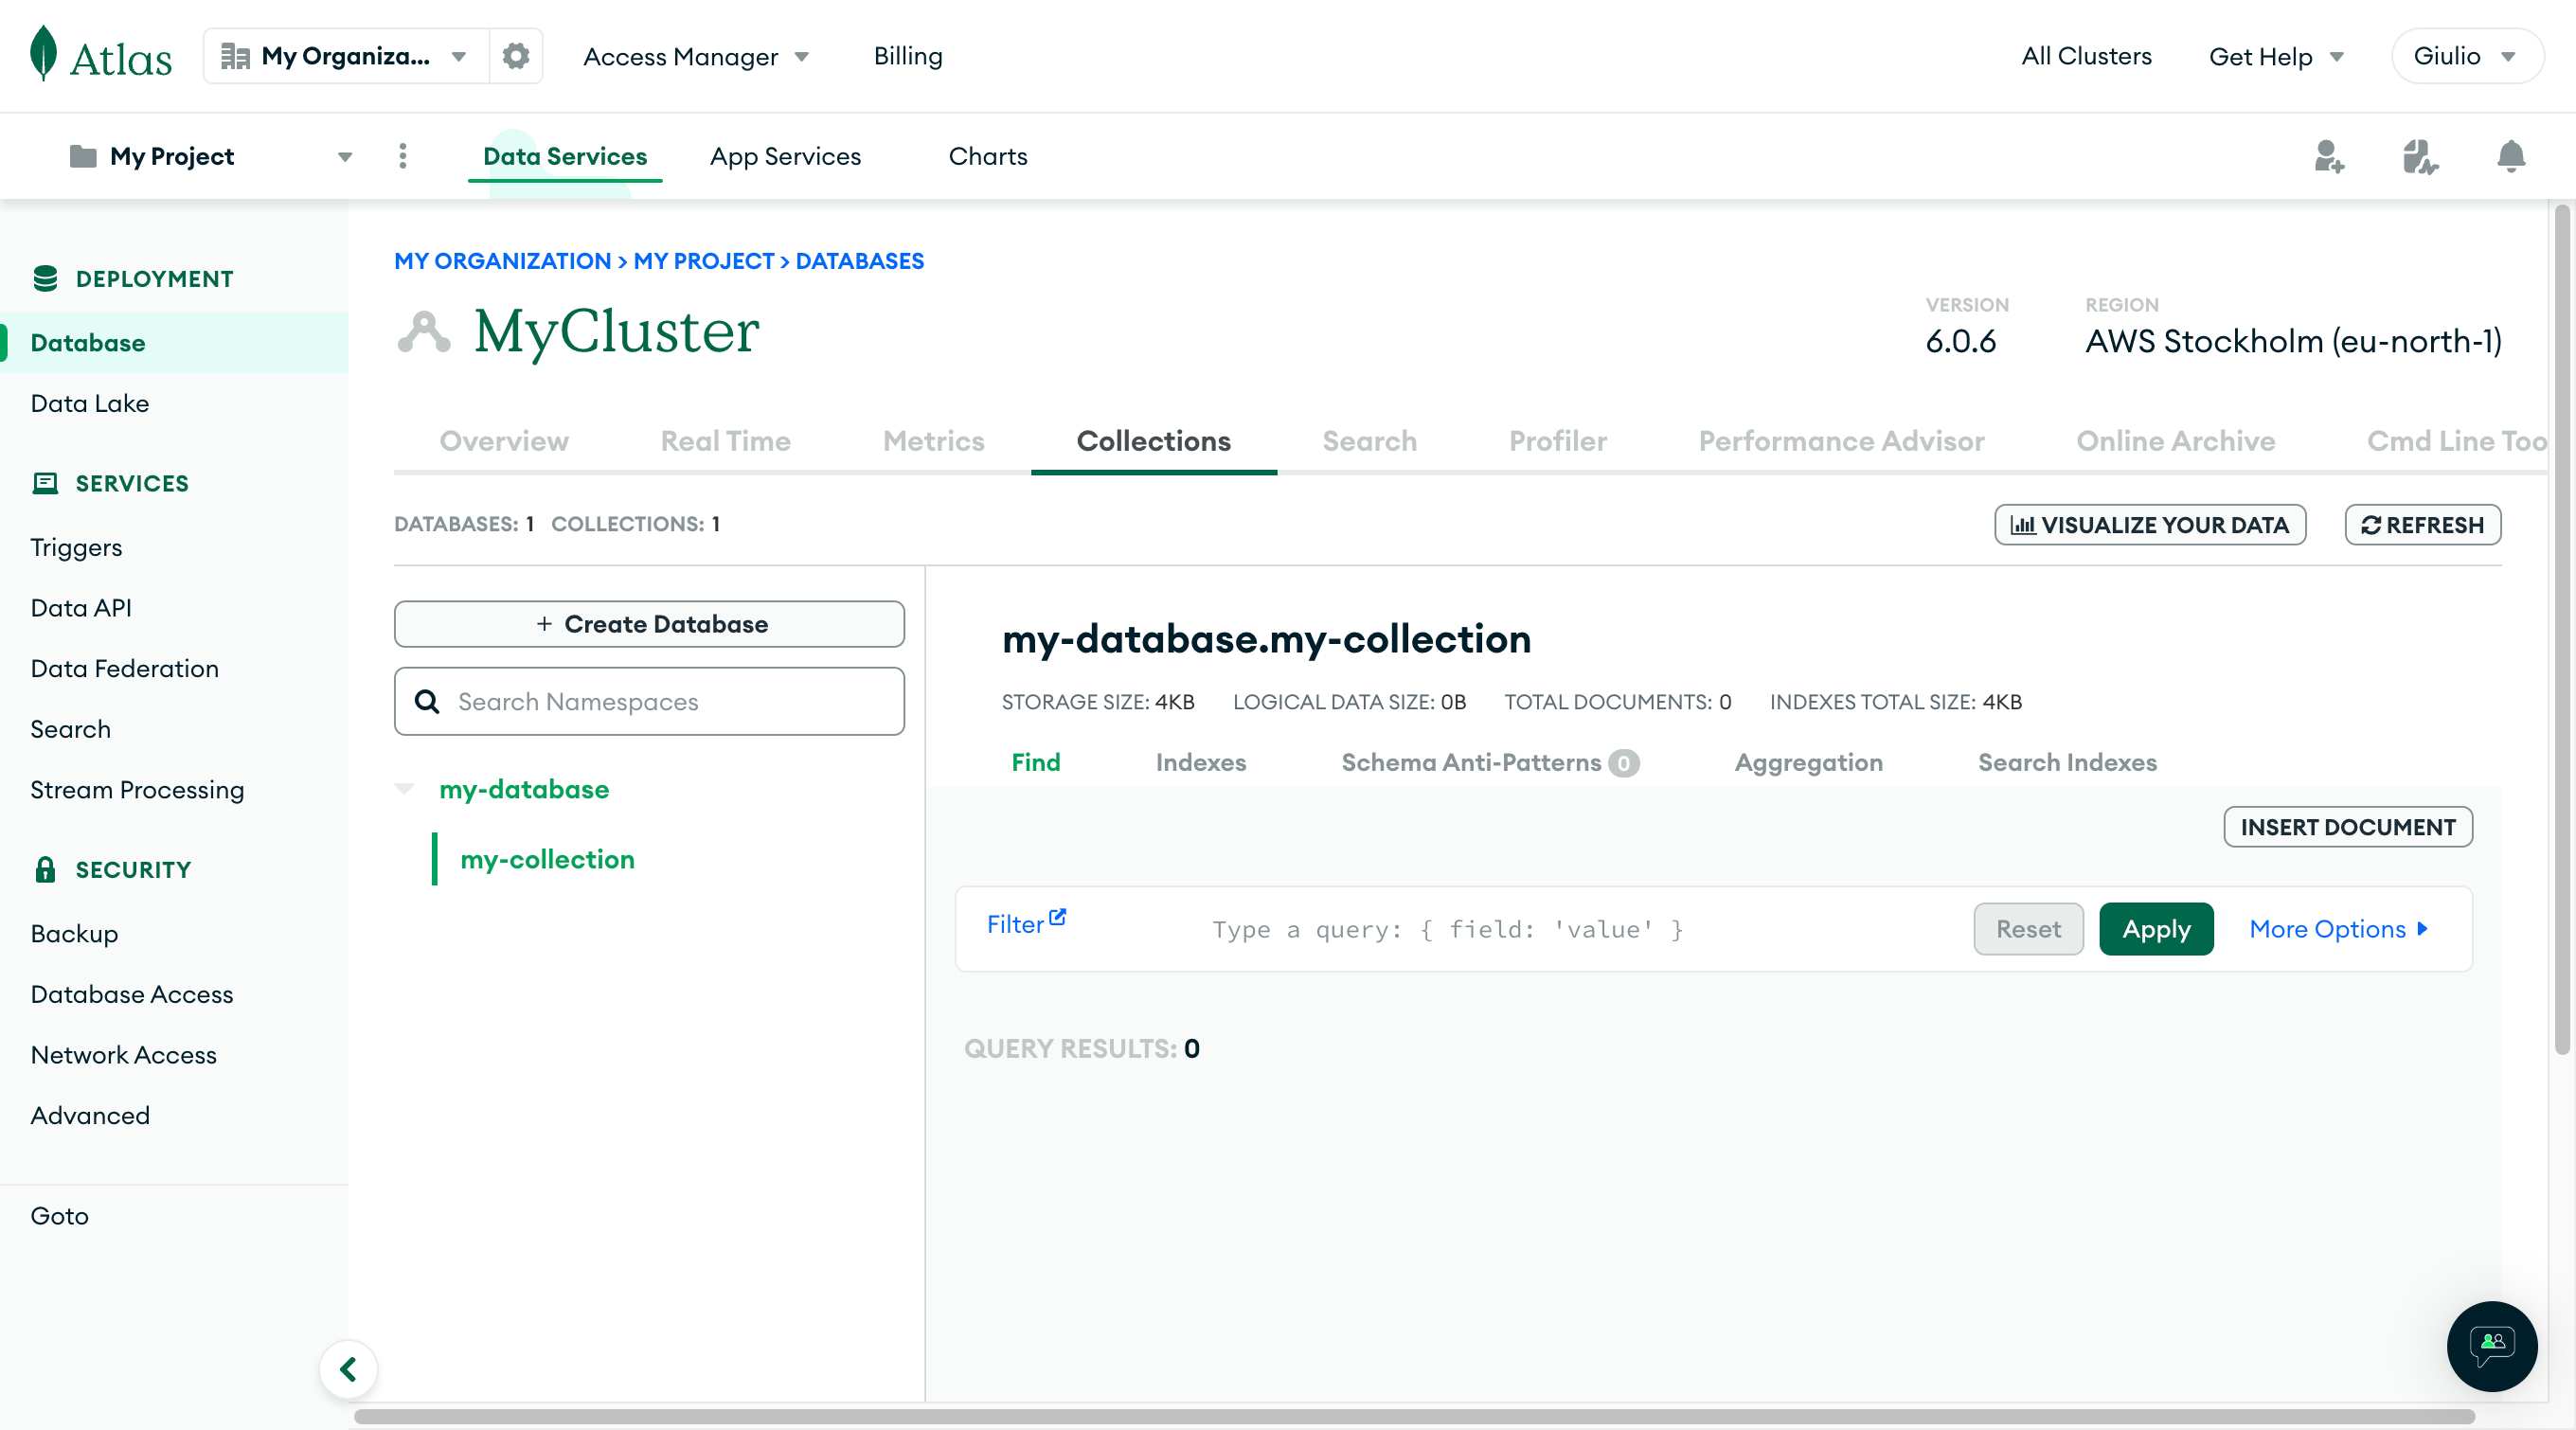 Atlas
My Organiza...
Access Manager
Billing
All Clusters
Get Help
Giulio
My Project
Data Services
App Services
Charts
DEPLOYMENT
Database
Data Lake
SERVICES
Triggers
Data API
Data Federation
Search
Stream Processing
SECURITY
Backup
Database Access
Network Access
Advanced
Goto
MY ORGANIZATION > MY PROJECT > DATABASES
MyCluster
VERSION
6.0.6
REGION
AWS Stockholm (eu-north-1)
Overview
Real Time
Metrics
Collections
Search
Profiler
Performance Advisor
Online Archive
Cmd Line Too
DATABASES: 1 COLLECTIONS: 1
VISUALIZE YOUR DATA
REFRESH
+ Create Database
Search Namespaces
my-database
my-collection
my-database.my-collection
STORAGE SIZE: 4KB LOGICAL DATA SIZE: 0B TOTAL DOCUMENTS: 0 INDEXES TOTAL SIZE: 4KB
Find
Indexes
Schema Anti-Patterns 0
Aggregation
Search Indexes
INSERT DOCUMENT
Filter
Type a query: { field: 'value' }
Reset
Apply
More Options
QUERY RESULTS: 0